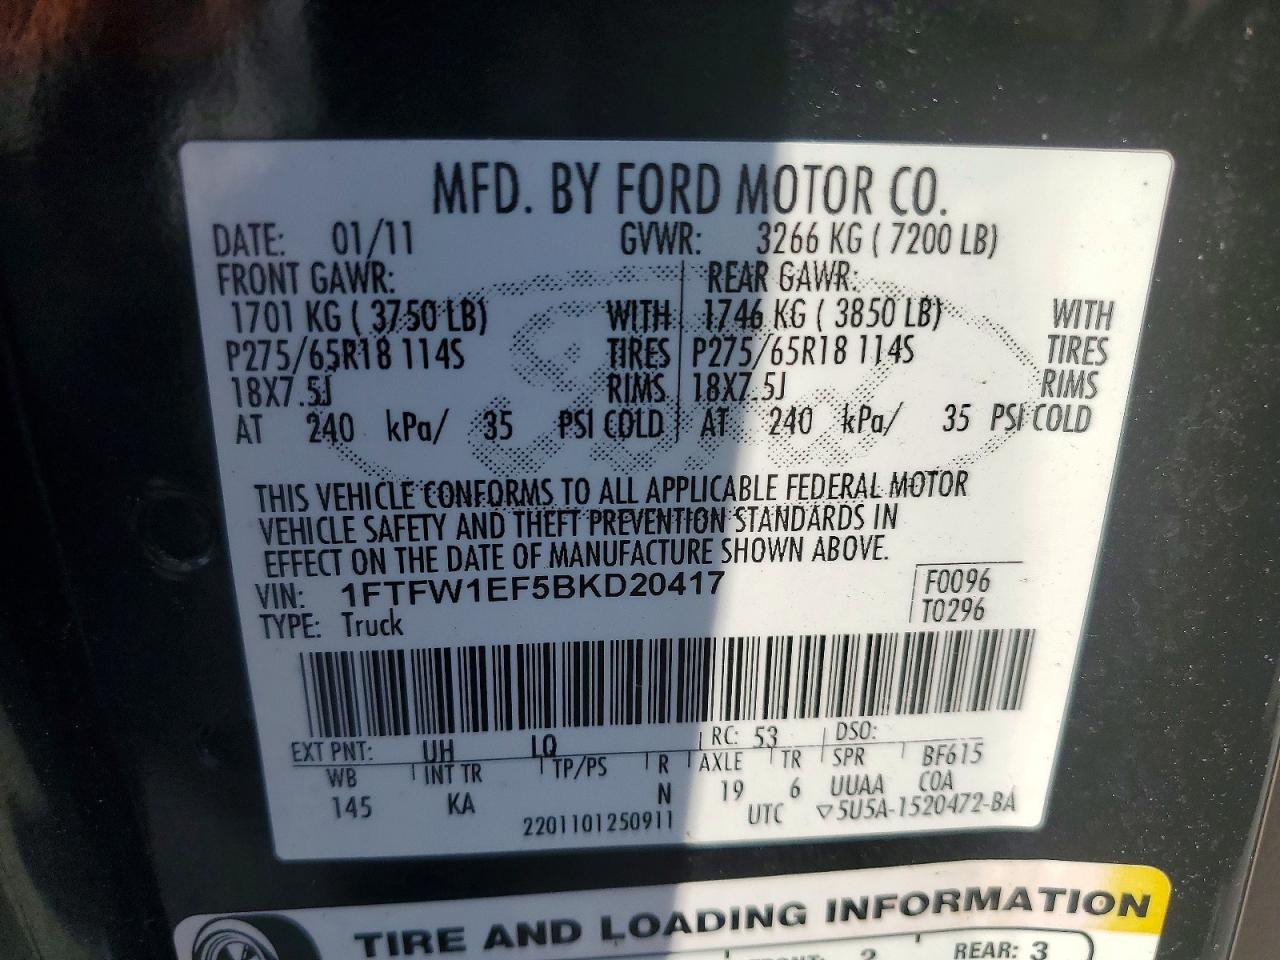 MFD. BY FORD MOTOR CO.
DATE: 01/11 GVWR: 3266 KG ( 7200 LB)
FRONT GAWR: REAR GAWR:
1701 KG ( 3750 LB) WITH 1746 KG ( 3850 LB) WITH
P275/65R18 114S TIRES P275/65R18 114S TIRES
18X7.5J RIMS 18X7.5J RIMS
AT 240 kPa/ 35 PSI COLD AT 240 kPa/ 35 PSI COLD
THIS VEHICLE CONFORMS TO ALL APPLICABLE FEDERAL MOTOR
VEHICLE SAFETY AND THEFT PREVENTION STANDARDS IN
EFFECT ON THE DATE OF MANUFACTURE SHOWN ABOVE.
VIN: 1FTFW1EF5BKD20417 F0096
TYPE: Truck T0296
EXT PNT: UH LQ RC: 53 DSO:
WB INT TR TP/PS R AXLE TR SPR BF615
145 KA N 19 6 UUAA COA
2201101250911 UTC ▽5U5A-1520472-BA
TIRE AND LOADING INFORMATION
2 REAR: 3